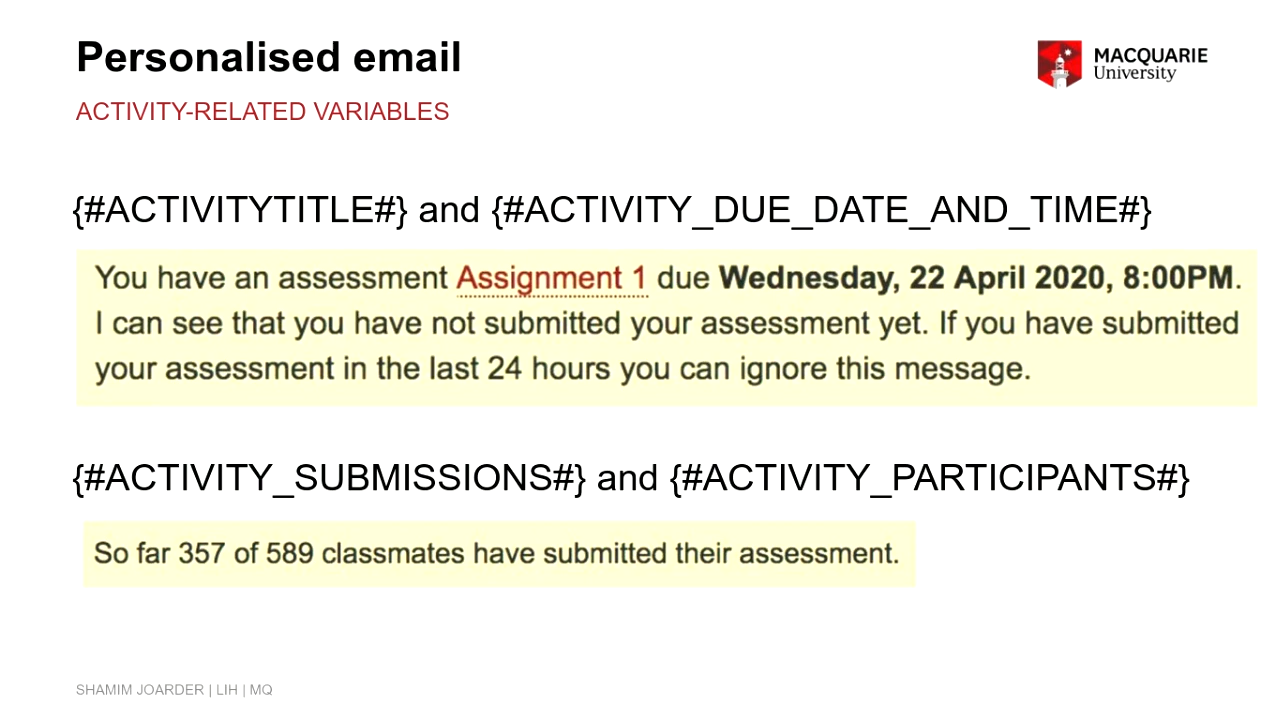 Personalised email
MACQUARIE
University
ACTIVITY-RELATED VARIABLES
{#ACTIVITYTITLE#} and {#ACTIVITY_DUE_DATE_AND_TIME#}
You have an assessment Assignment 1 due Wednesday, 22 April 2020, 8:00PM.
I can see that you have not submitted your assessment yet. If you have submitted
your assessment in the last 24 hours you can ignore this message.
{#ACTIVITY_SUBMISSIONS#} and {#ACTIVITY_PARTICIPANTS#}
So far 357 of 589 classmates have submitted their assessment.
SHAMIM JOARDER | LIH | MQ